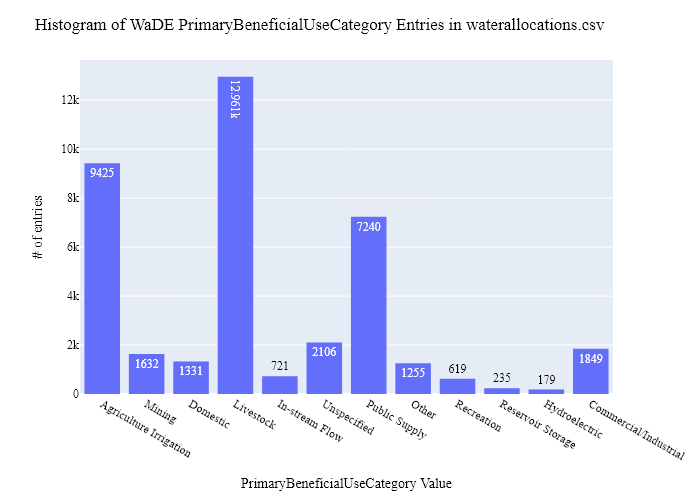 Histogram of WaDE PrimaryBeneficialUseCategory Entries in waterallocations.csv
# of entries
12k
10k
8k
6k
4k
2k
0
9425
1632
1331
12.961k
721
2106
7240
1255
619
235
179
1849
Agriculture Irrigation
Mining
Domestic
Livestock
In-stream Flow
Unspecified
Public Supply
Other
Recreation
Reservoir Storage
Hydroelectric
Commercial/Industrial
PrimaryBeneficialUseCategory Value